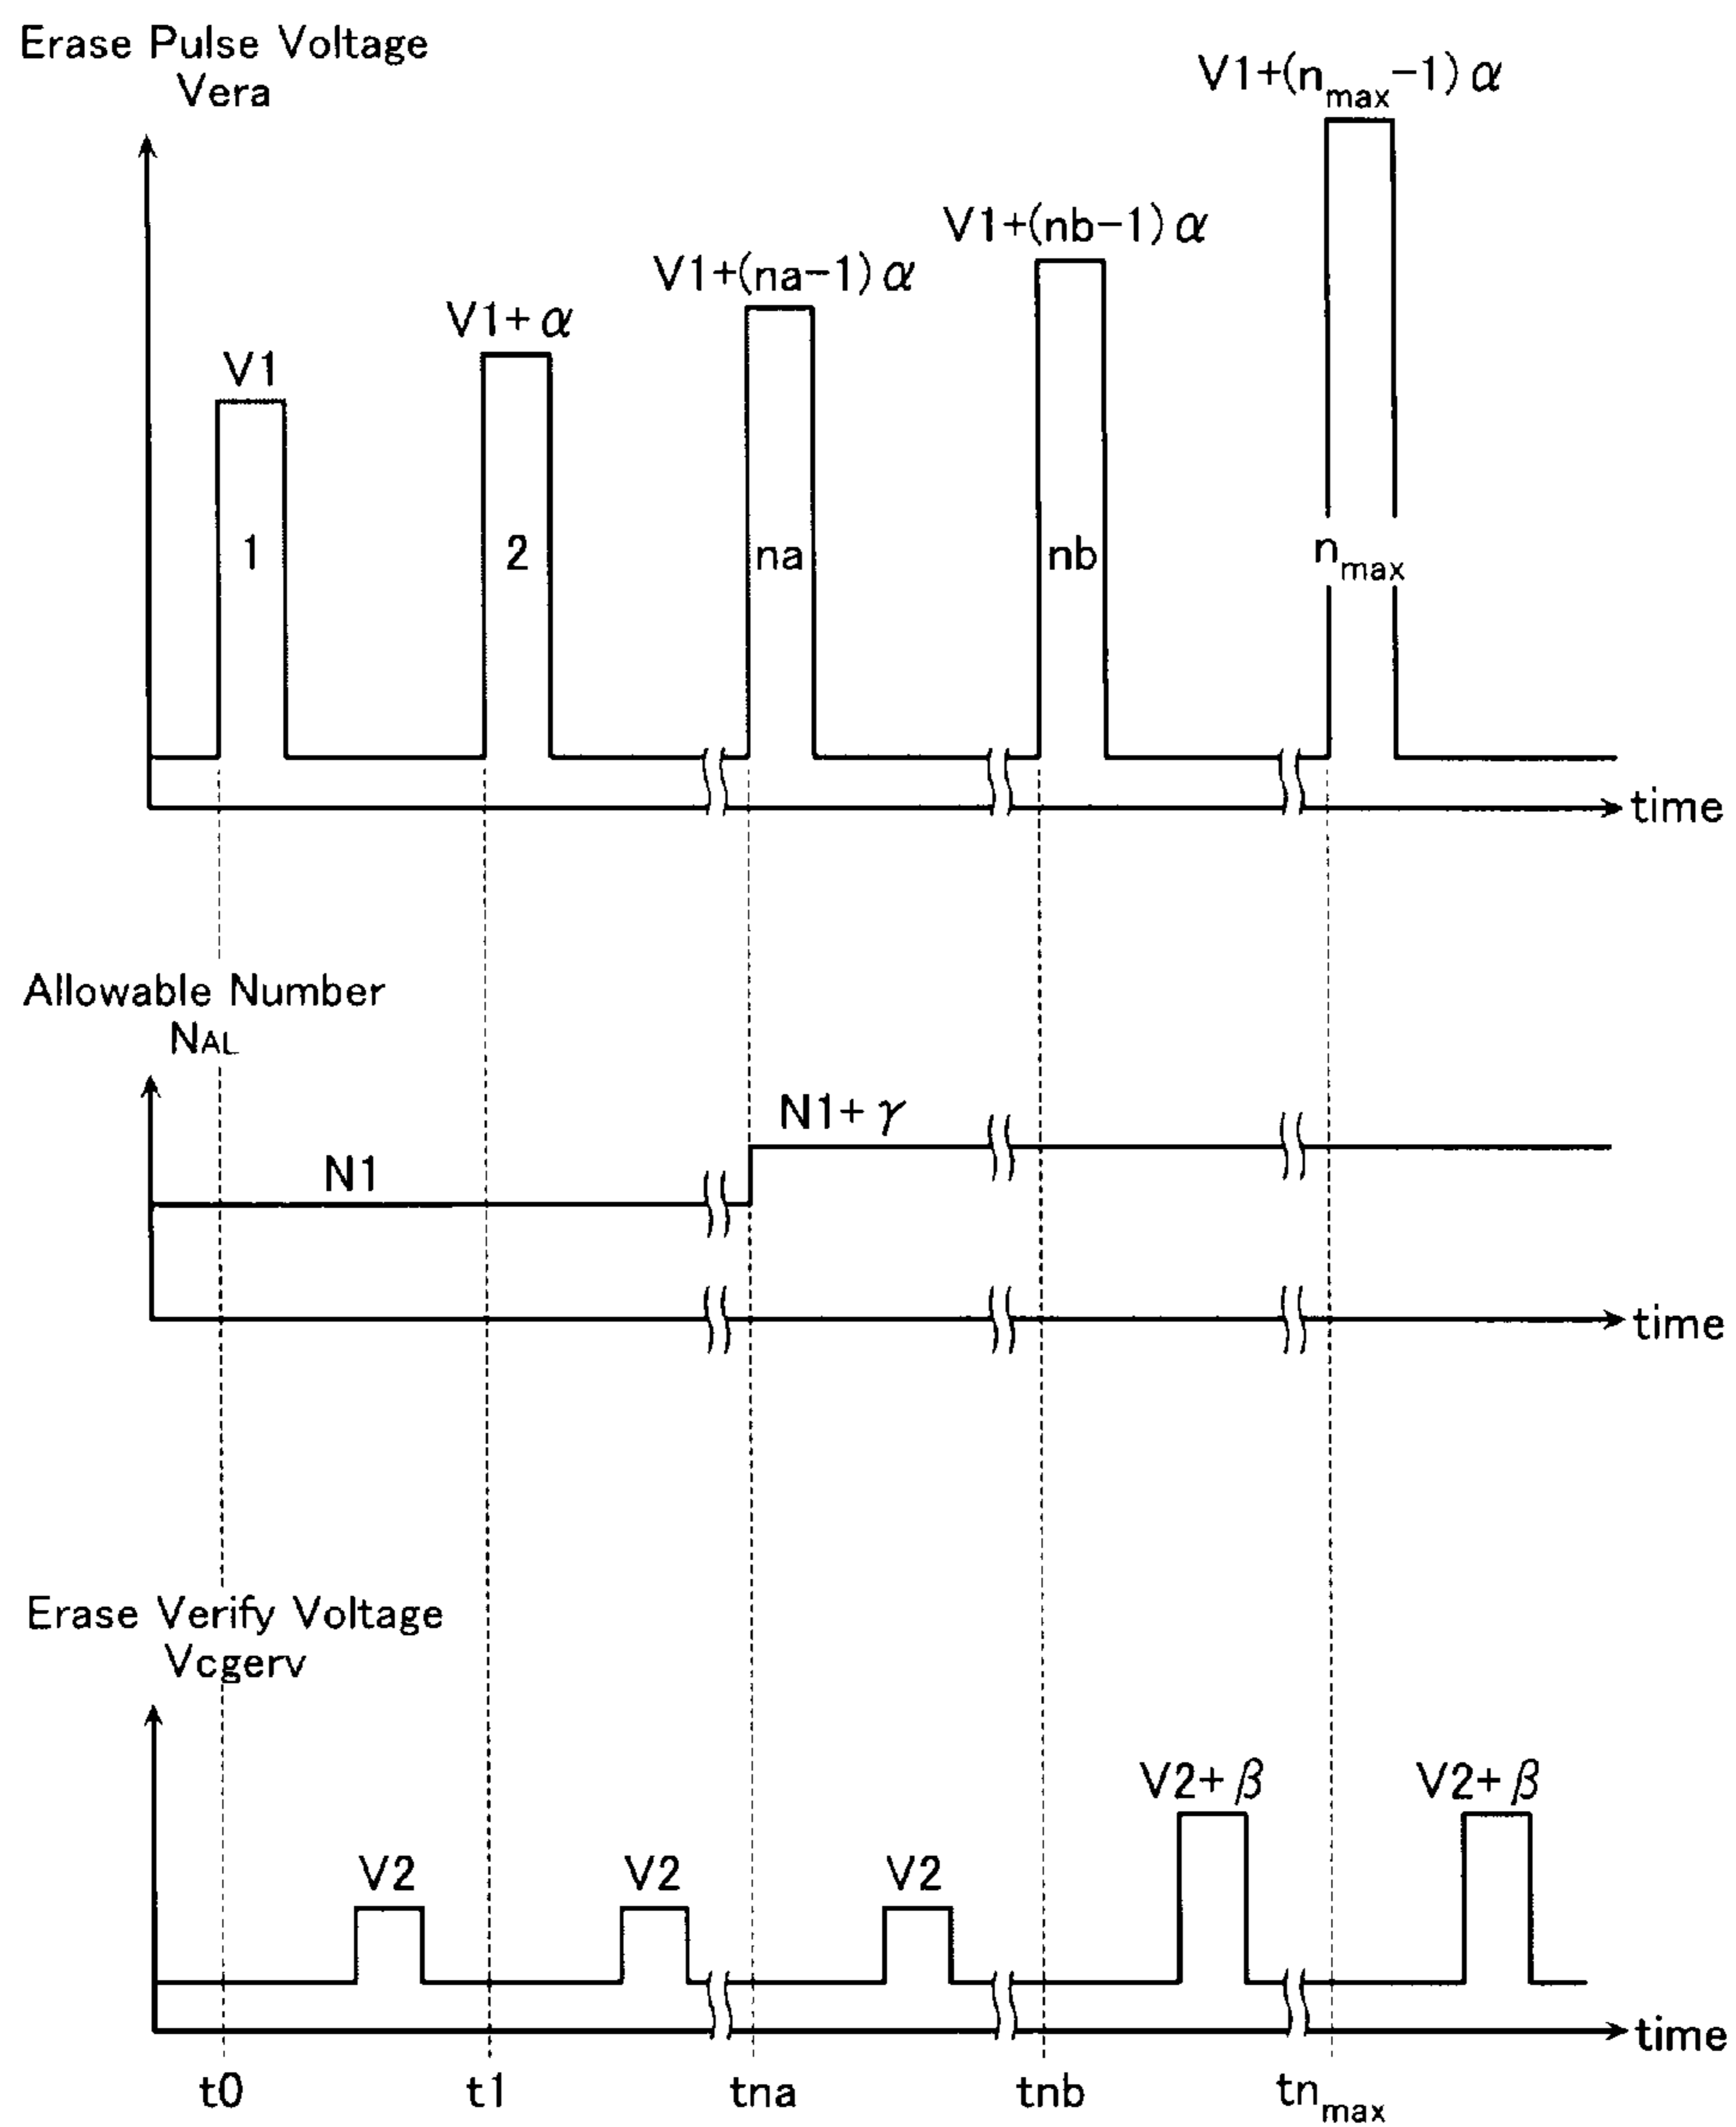 Erase Pulse Voltage
Vera
V1
V1+α
V1+(na-1)α
V1+(nb-1)α
V1+(nmax-1)α
1
2
na
nb
nmax
time
Allowable Number
NAL
N1
N1+γ
time
Erase Verify Voltage
Vcgerv
V2
V2
V2
V2+β
V2+β
time
t0
t1
tna
tnb
tnmax